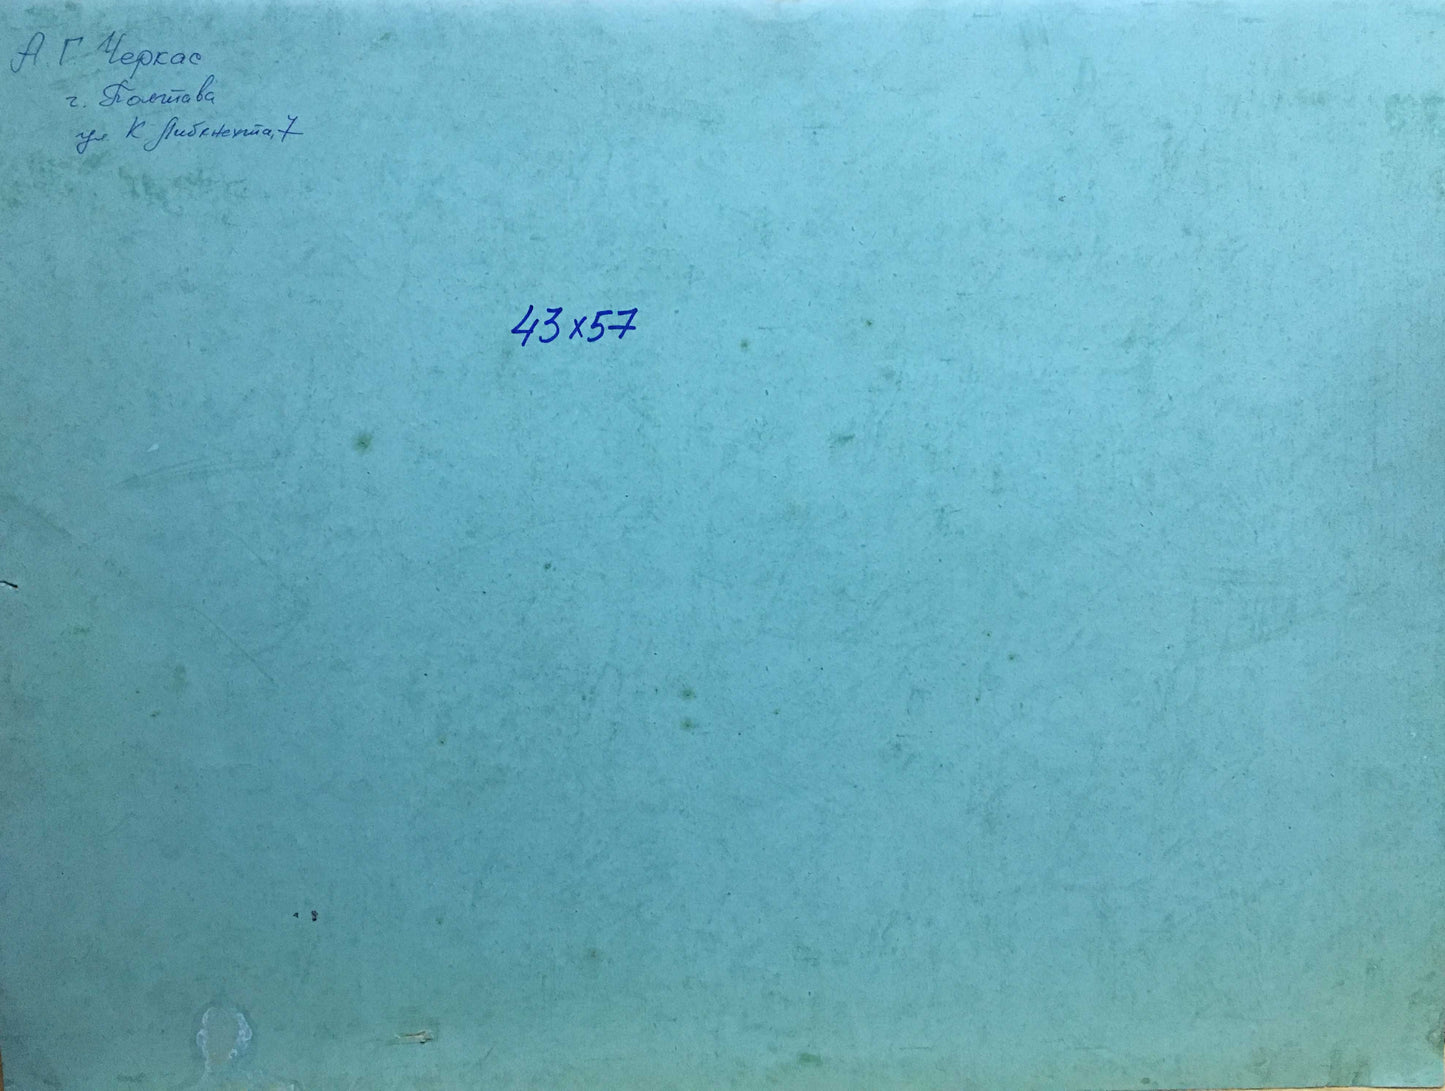 А. Г. Черкас
г. Полтава
ул. К Либкнехта, 7
43x57